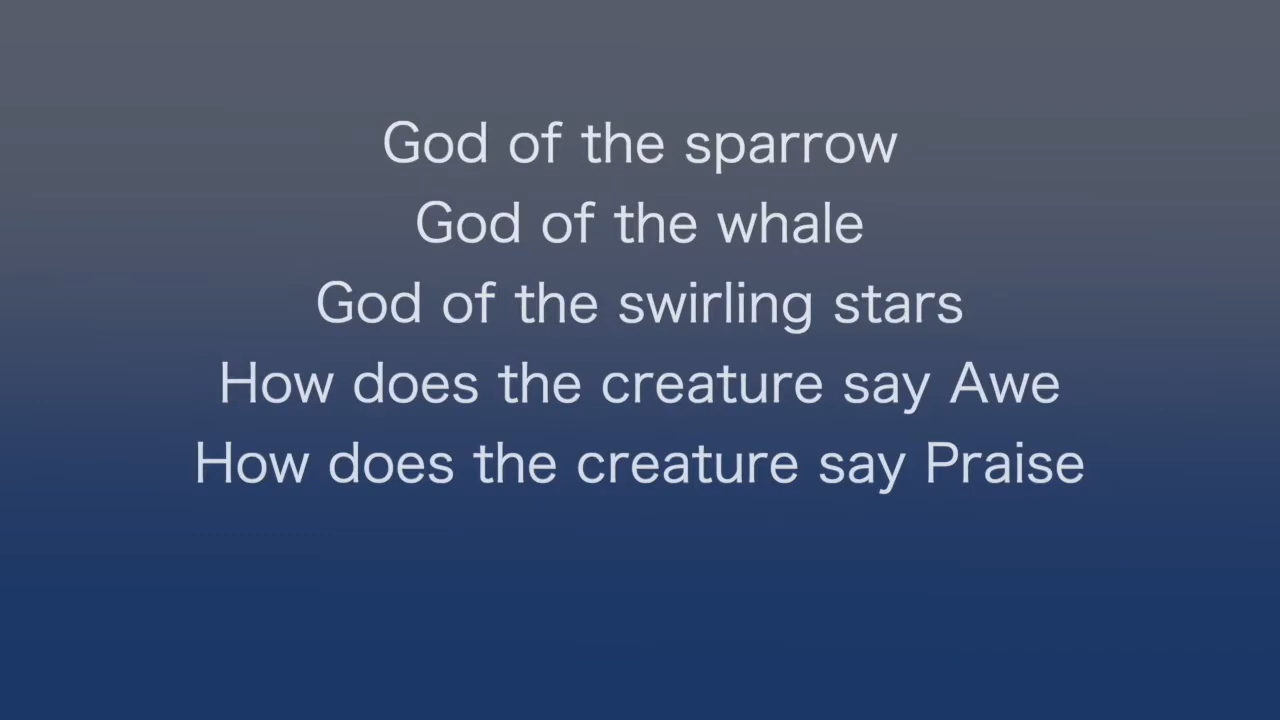 God of the sparrow
God of the whale
God of the swirling stars
How does the creature say Awe
How does the creature say Praise